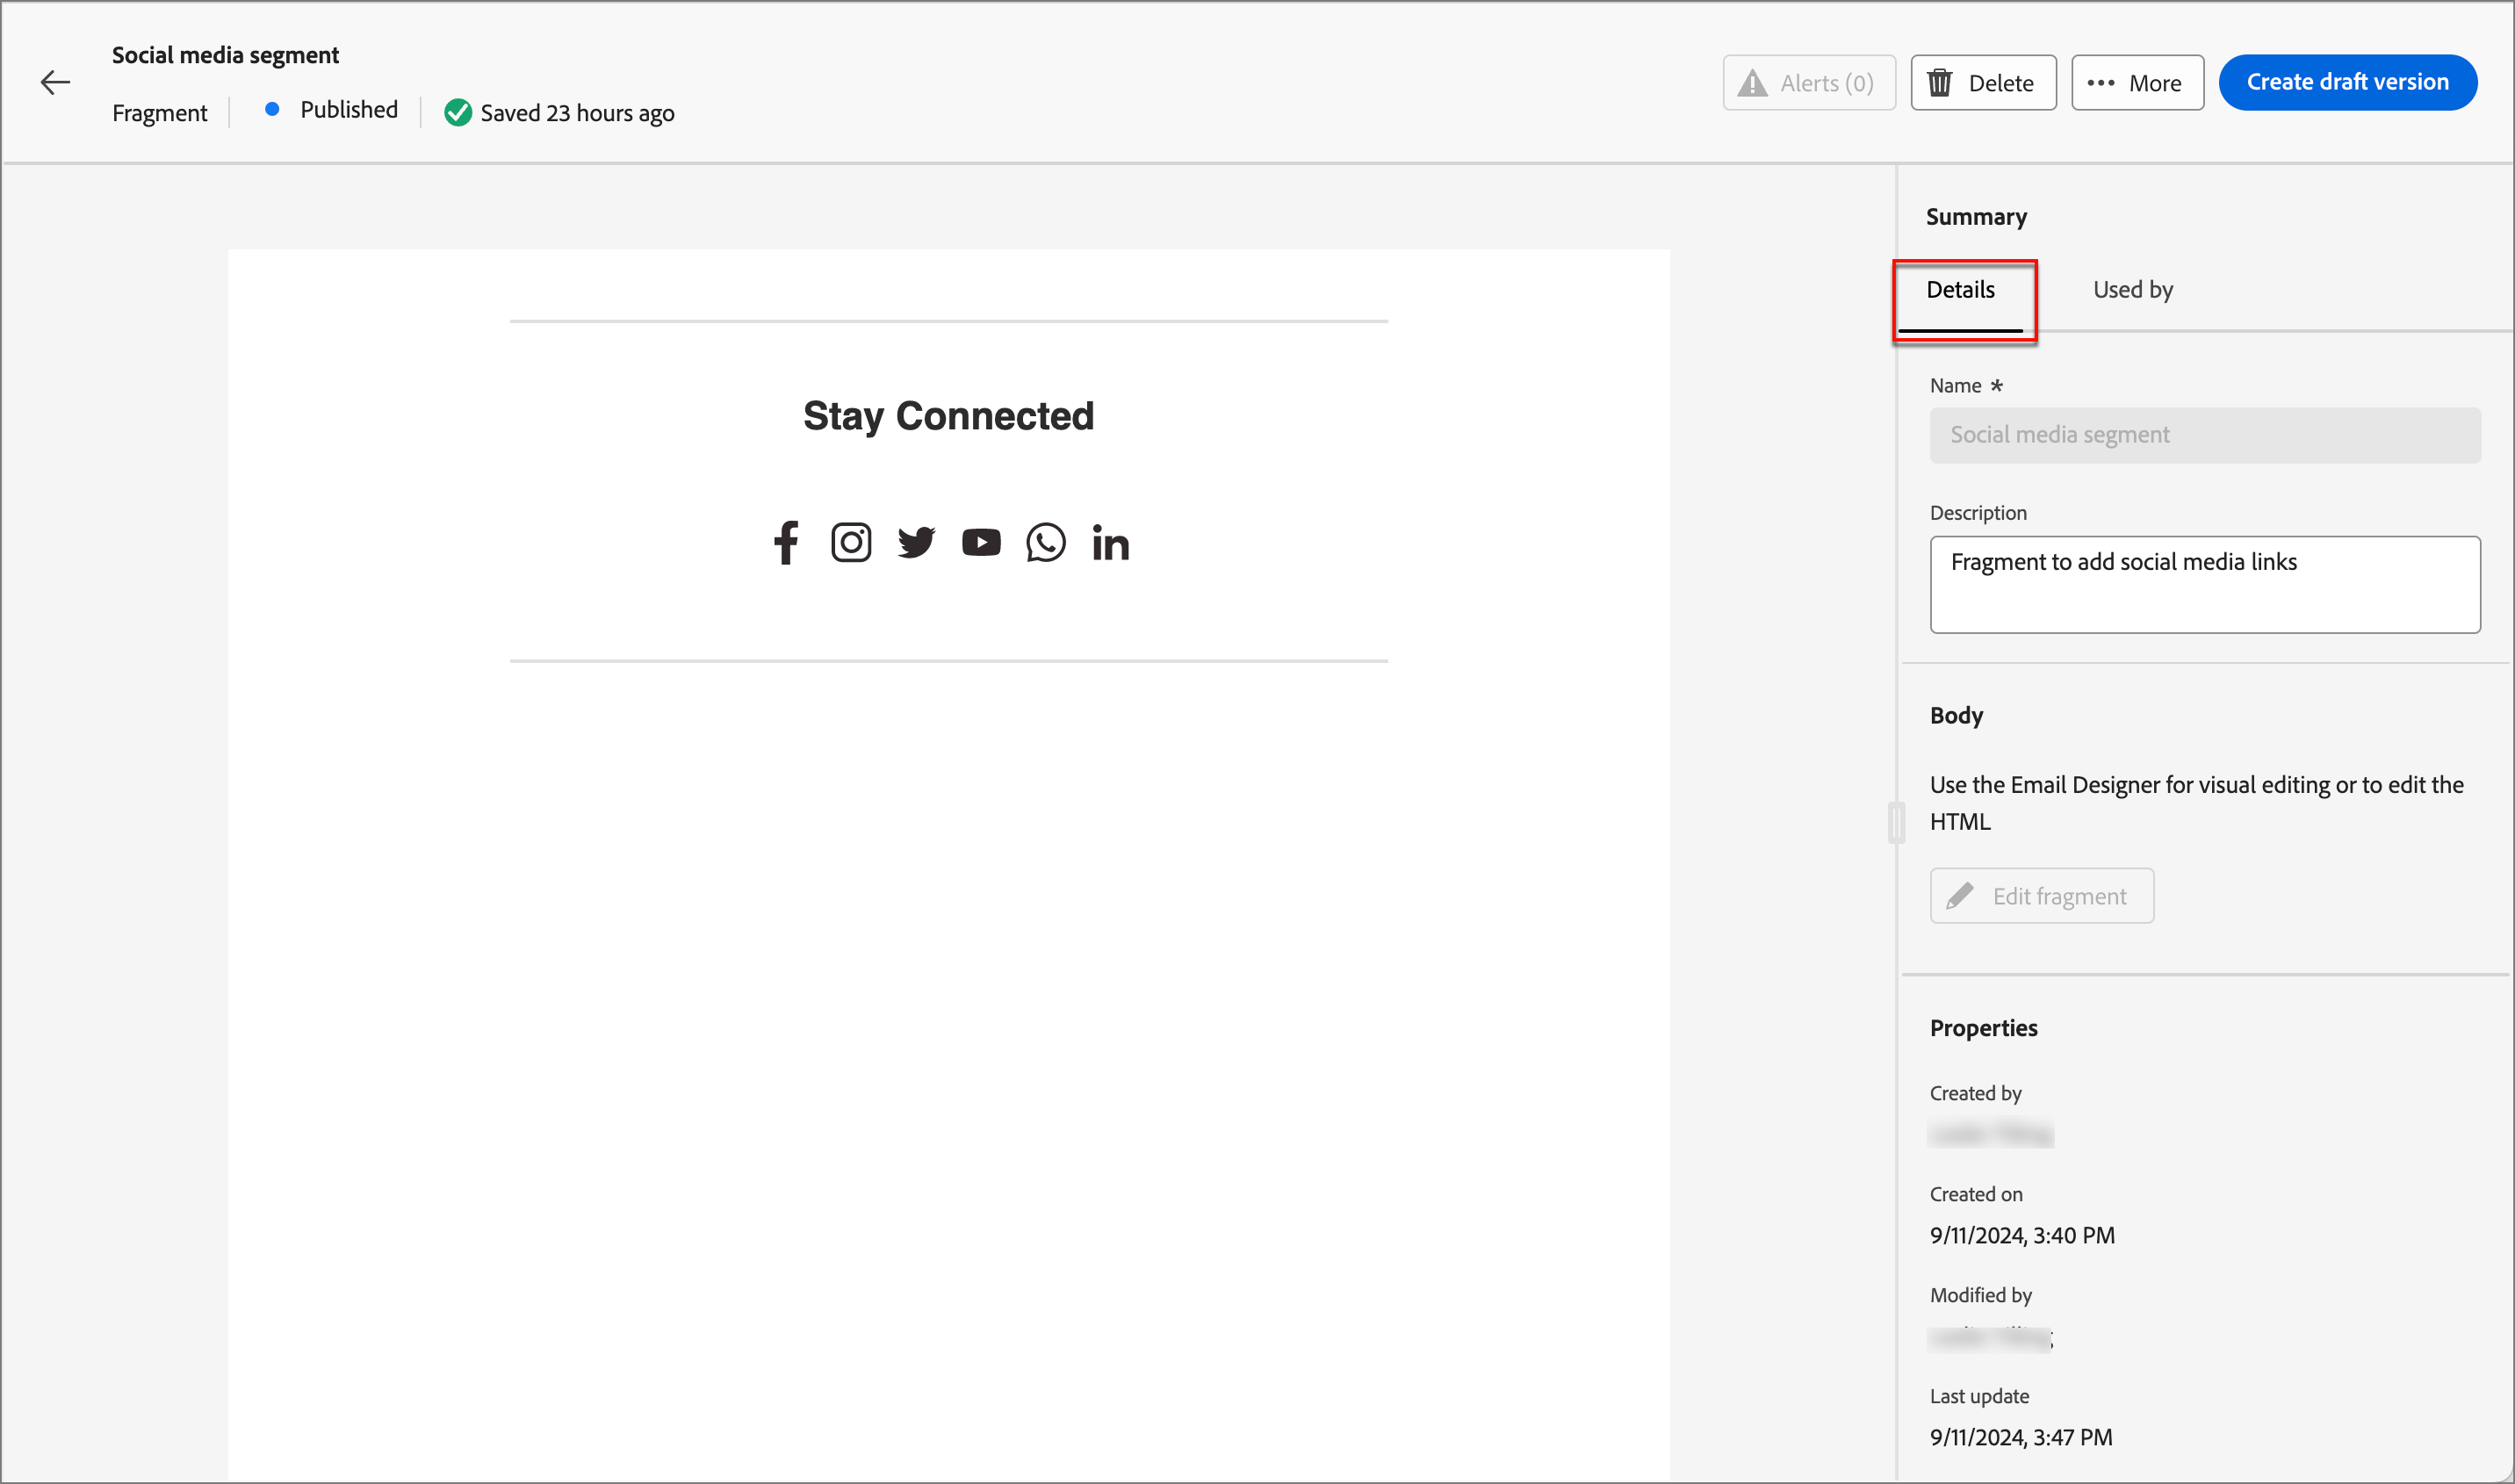 Social media segment
Fragment
Published
Saved 23 hours ago
Alerts (0)
Delete
More
Create draft version
Stay Connected
Summary
Details
Used by
Name *
Social media segment
Description
Fragment to add social media links
Body
Use the Email Designer for visual editing or to edit the
HTML
Edit fragment
Properties
Created by
Created on
9/11/2024, 3:40 PM
Modified by
Last update
9/11/2024, 3:47 PM